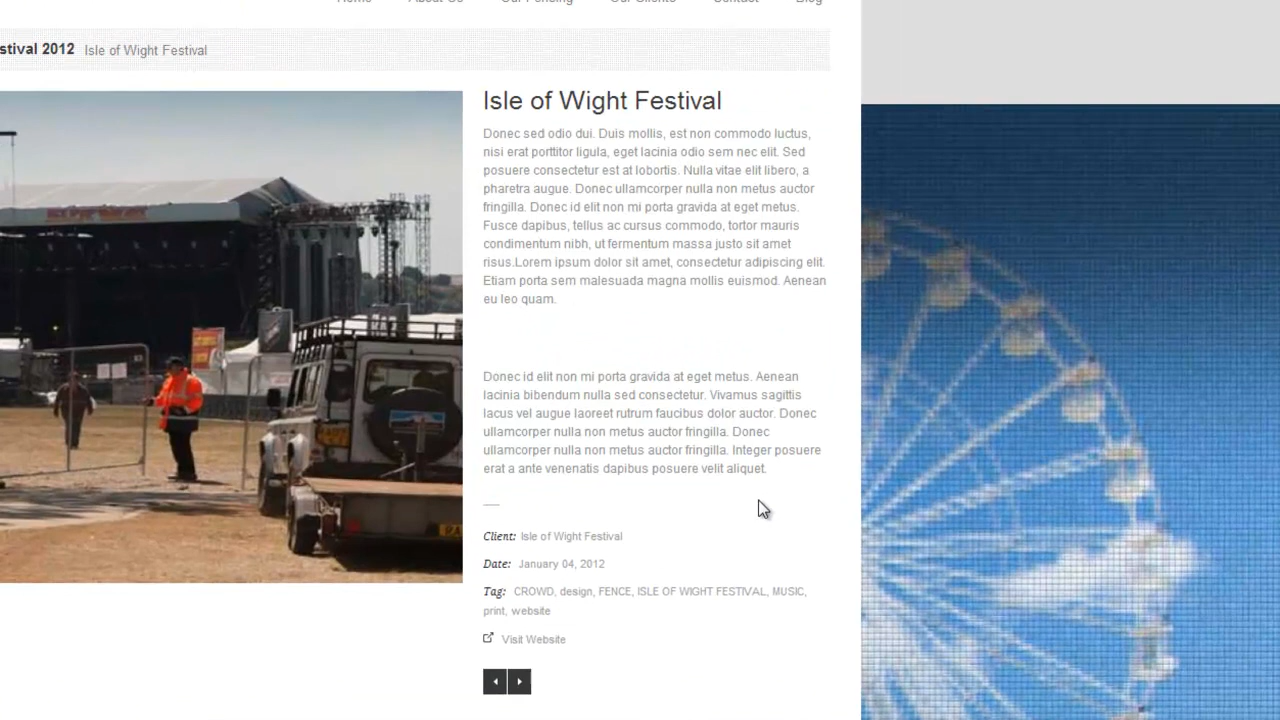 Home About Us Our Fencing Our Clients Contact Blog
stival 2012 Isle of Wight Festival
Isle of Wight Festival
Donec sed odio dui. Duis mollis, est non commodo luctus,
nisi erat porttitor ligula, eget lacinia odio sem nec elit. Sed
posuere consectetur est at lobortis. Nulla vitae elit libero, a
pharetra augue. Donec ullamcorper nulla non metus auctor
fringilla. Donec id elit non mi porta gravida at eget metus.
Fusce dapibus, tellus ac cursus commodo, tortor mauris
condimentum nibh, ut fermentum massa justo sit amet
risus.Lorem ipsum dolor sit amet, consectetur adipiscing elit.
Etiam porta sem malesuada magna mollis euismod. Aenean
eu leo quam.
Donec id elit non mi porta gravida at eget metus. Aenean
lacinia bibendum nulla sed consectetur. Vivamus sagittis
lacus vel augue laoreet rutrum faucibus dolor auctor. Donec
ullamcorper nulla non metus auctor fringilla. Donec
ullamcorper nulla non metus auctor fringilla. Integer posuere
erat a ante venenatis dapibus posuere velit aliquet.
Client: Isle of Wight Festival
Date: January 04, 2012
Tag: CROWD, design, FENCE, ISLE OF WIGHT FESTIVAL, MUSIC,
print, website
Visit Website